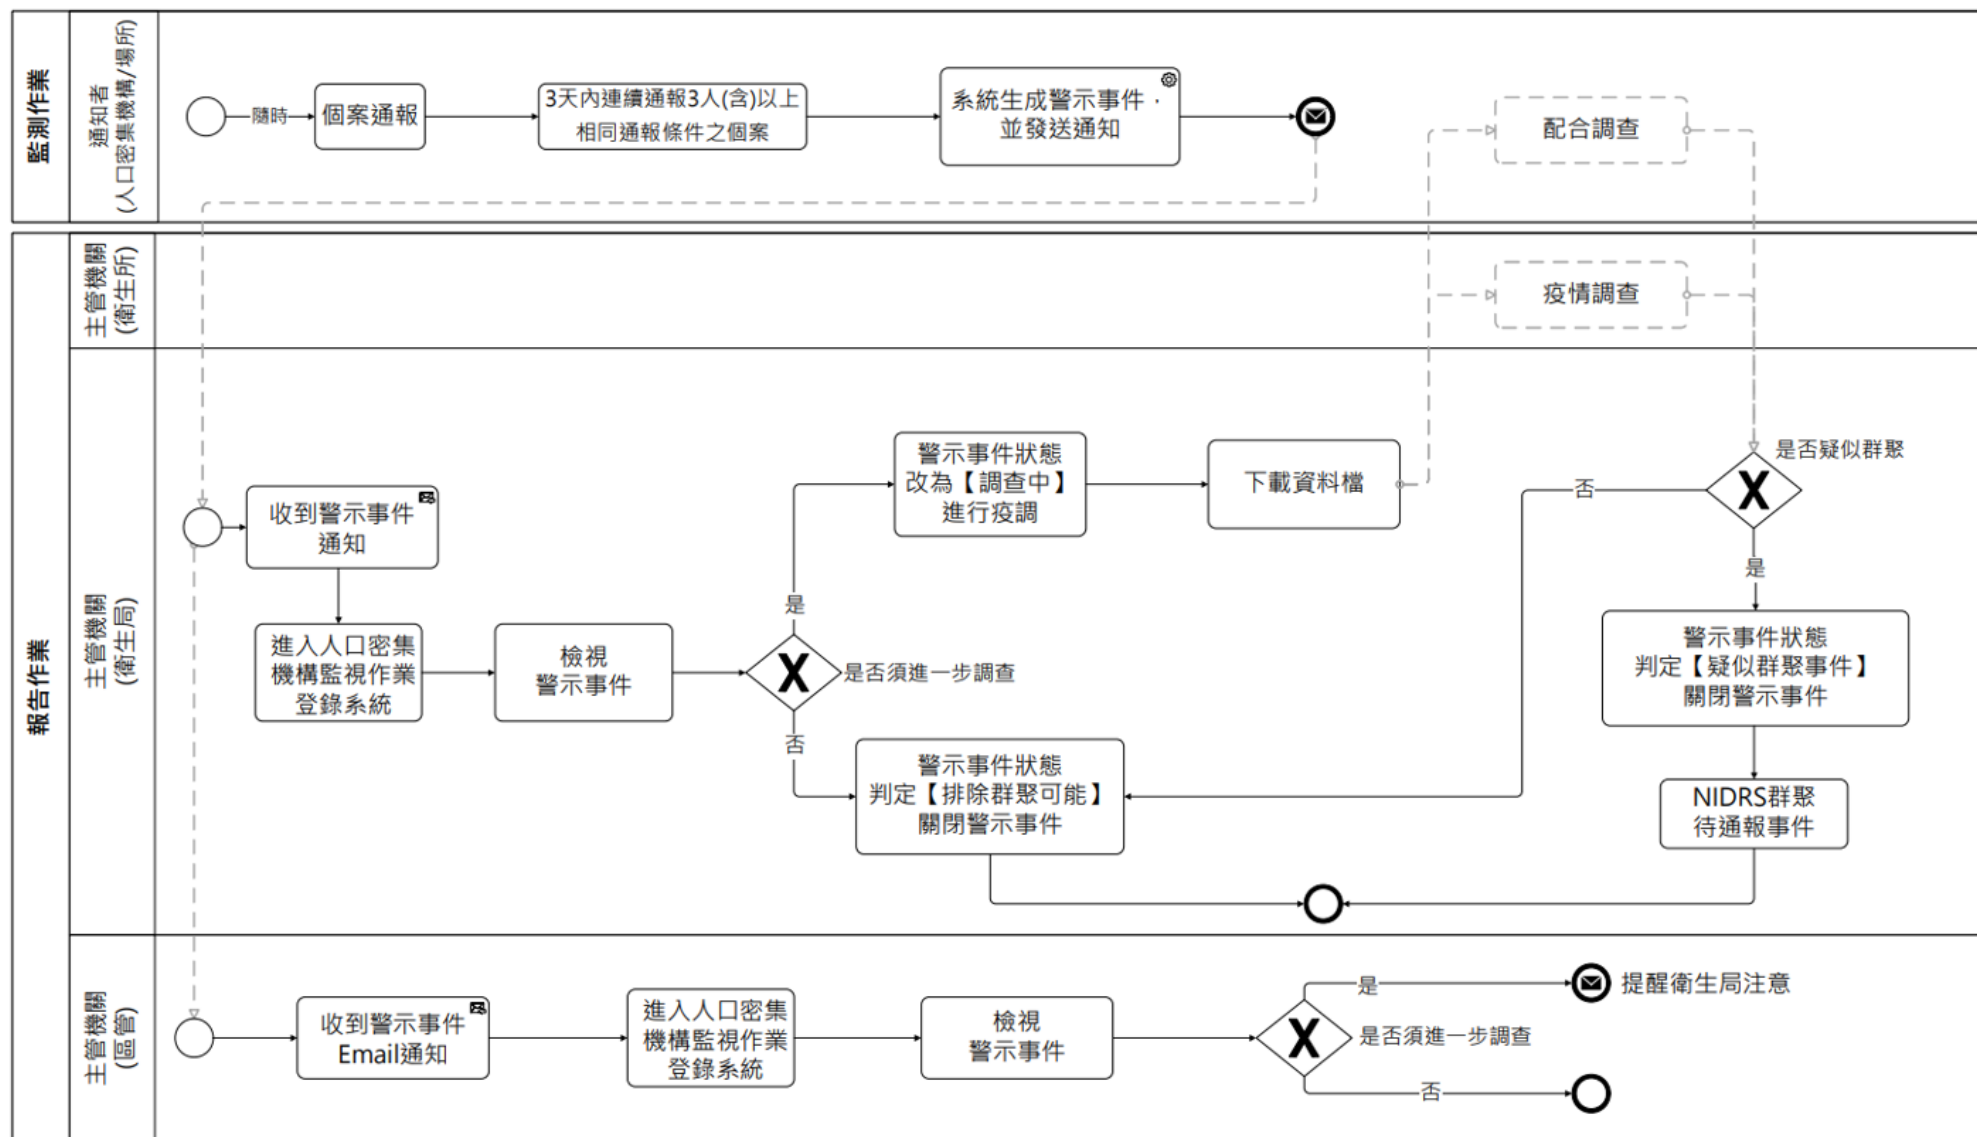 監測作業
通知者
(人口密集機構/場所)
隨時
個案通報
3天內連續通報3人(含)以上
相同通報條件之個案
系統生成警示事件，
並發送通知
配合調查
報告作業
主管機關
(衛生所)
疫情調查
主管機關
(衛生局)
收到警示事件
通知
進入人口密集
機構監視作業
登錄系統
檢視
警示事件
是否須進一步調查
是
警示事件狀態
改為【調查中】
進行疫調
下載資料檔
否
警示事件狀態
判定【排除群聚可能】
關閉警示事件
是否疑似群聚
否
是
警示事件狀態
判定【疑似群聚事件】
關閉警示事件
NIDRS群聚
待通報事件
主管機關
(區管)
收到警示事件
Email通知
進入人口密集
機構監視作業
登錄系統
檢視
警示事件
是否須進一步調查
是
提醒衛生局注意
否